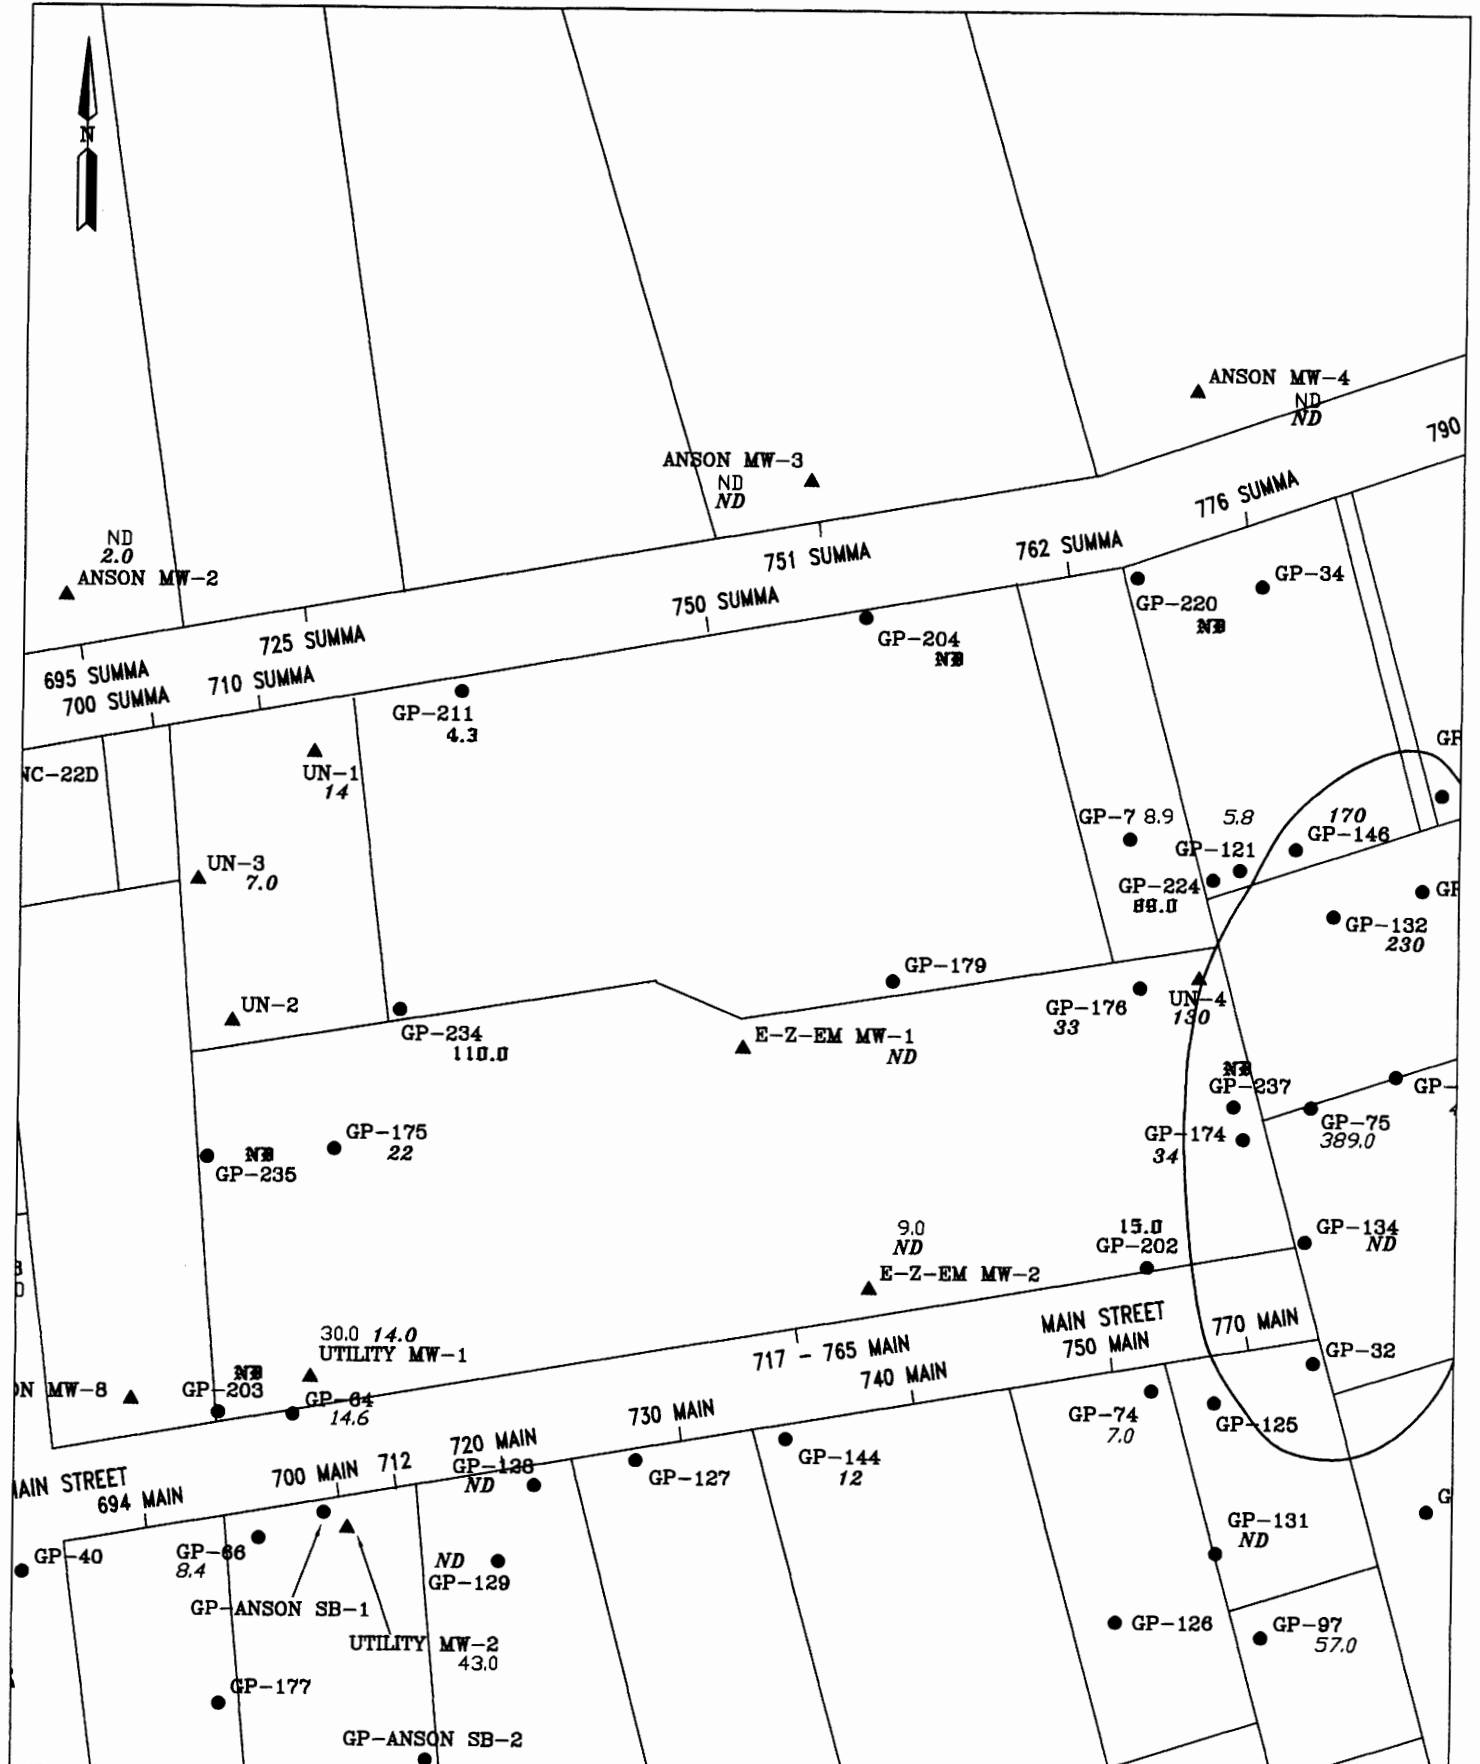 N
ANSON MW-4
ND
ND
790
ANSON MW-3
ND
ND
776 SUMMA
ND
2.0
ANSON MW-2
751 SUMMA
762 SUMMA
GP-34
GP-220
ND
750 SUMMA
725 SUMMA
GP-204
ND
695 SUMMA
700 SUMMA
710 SUMMA
GP-211
4.3
NC-22D
UN-1
14
GP-7 8.9
5.8
170
GP-146
GP-121
UN-3
7.0
GP-224
GP-132
230
GP-179
UN-2
GP-176
33
UN-4
130
GP-234
110.0
E-Z-EM MW-1
ND
ND
GP-237
GP-
GP-75
389.0
GP-175
22
ND
GP-235
GP-174
34
9.0
ND
15.0
GP-202
GP-134
ND
E-Z-EM MW-2
MAIN STREET
750 MAIN
770 MAIN
30.0 14.0
UTILITY MW-1
717 - 765 MAIN
740 MAIN
GP-32
ND
GP-203
ON MW-8
GP-64
14.6
730 MAIN
GP-74
7.0
GP-125
720 MAIN
GP-128
ND
712
700 MAIN
GP-127
GP-144
12
MAIN STREET
694 MAIN
GP-131
ND
GP-40
GP-66
8.4
ND
GP-129
GP-ANSON SB-1
UTILITY MW-2
43.0
GP-126
GP-97
57.0
GP-177
GP-ANSON SB-2